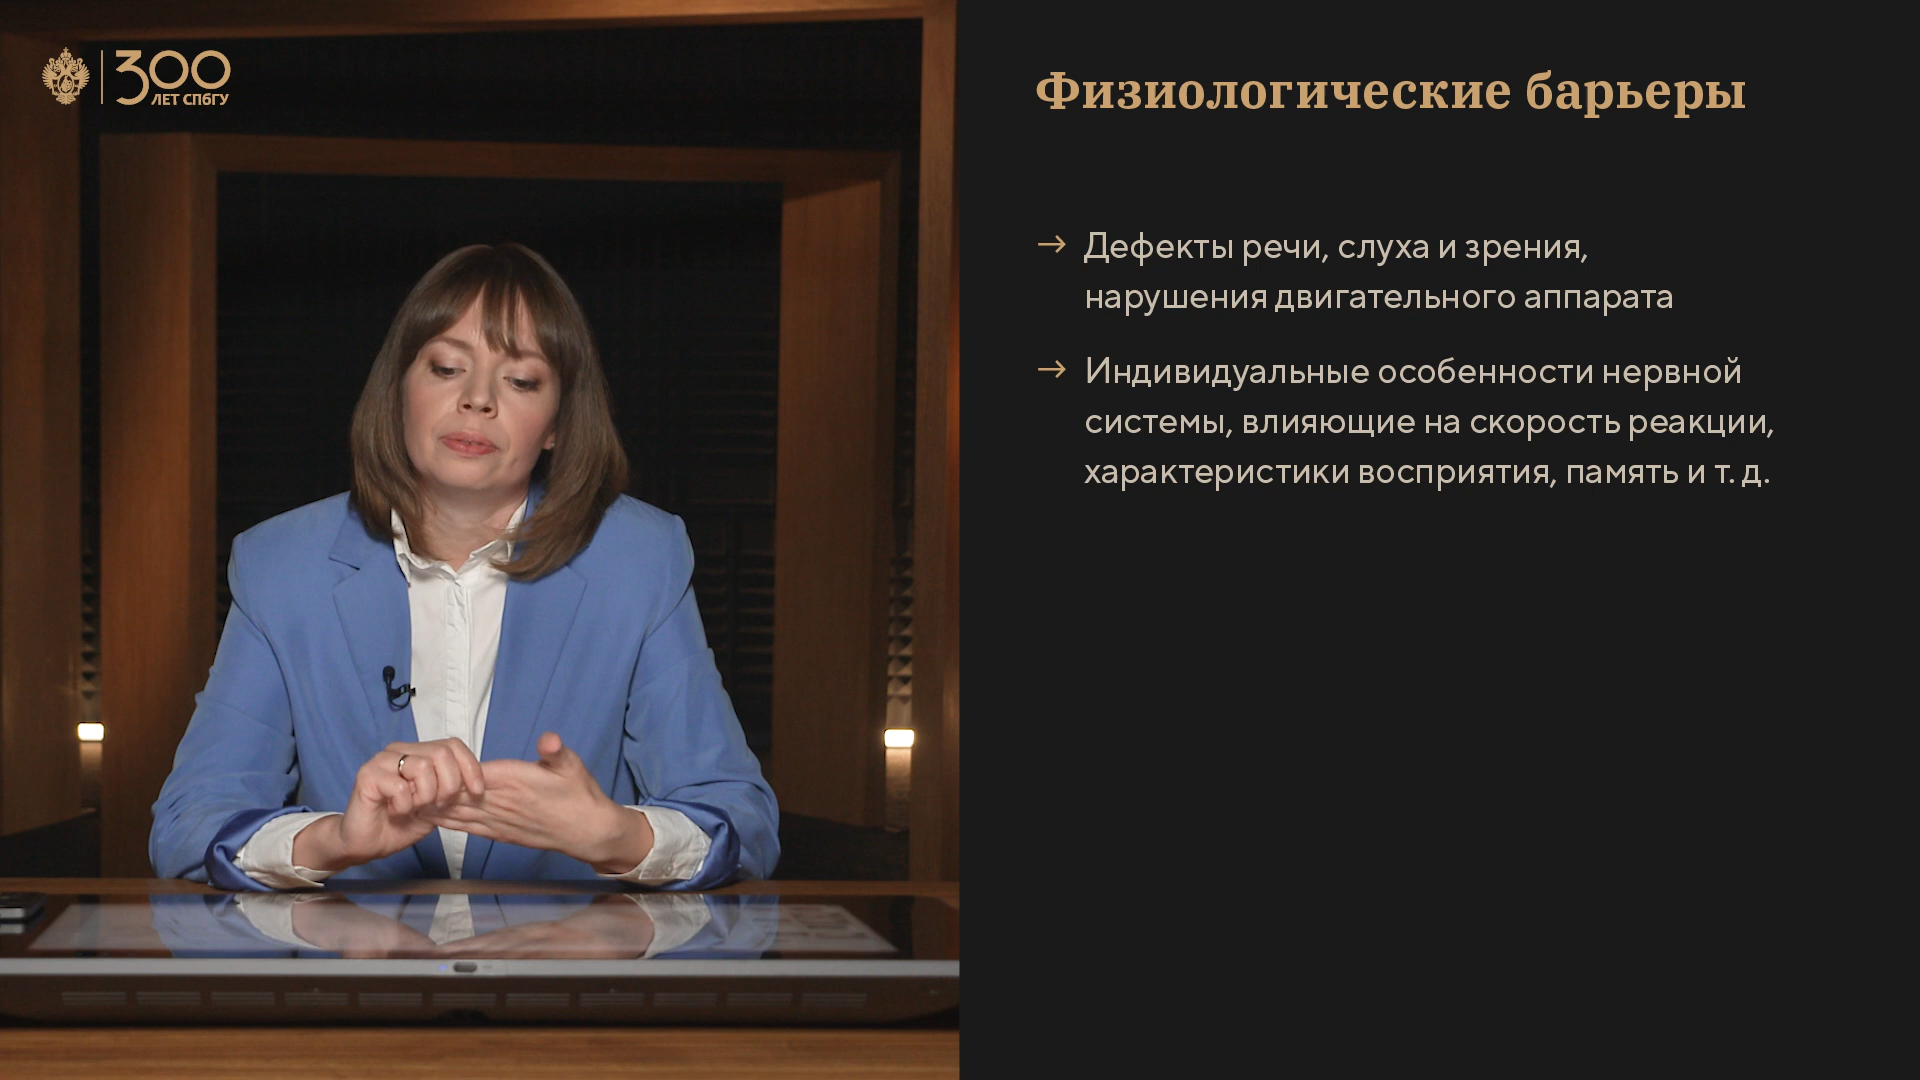 300
ЛЕТ СПбГУ
Физиологические барьеры
→ Дефекты речи, слуха и зрения,
нарушения двигательного аппарата
→ Индивидуальные особенности нервной
системы, влияющие на скорость реакции,
характеристики восприятия, память и т. д.